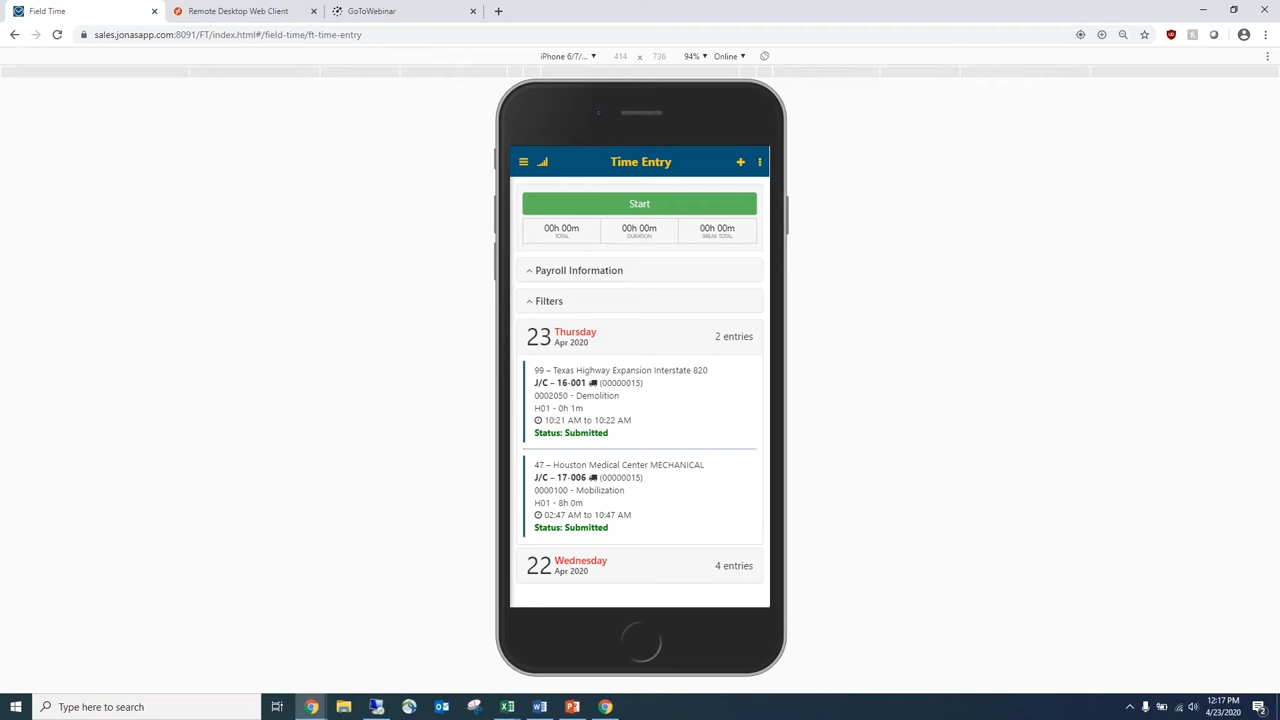 Field Time
Remote Desktop Web Client
GoToWebinar
sales.jonasapp.com:8091/FT/index.html#/field-time/ft-time-entry
iPhone 6/7/... 414 × 736 94% Online
Time Entry
Start
00h 00m 00h 00m 00h 00m
TOTAL DURATION BREAK TOTAL
Payroll Information
Filters
23 Thursday
Apr 2020
2 entries
99 – Texas Highway Expansion Interstate 820
J/C – 16-001 (00000015)
0002050 - Demolition
H01 - 0h 1m
10:21 AM to 10:22 AM
Status: Submitted
47 – Houston Medical Center MECHANICAL
J/C – 17-006 (00000015)
0000100 - Mobilization
H01 - 8h 0m
02:47 AM to 10:47 AM
Status: Submitted
22 Wednesday
Apr 2020
4 entries
Type here to search
12:17 PM
4/23/2020
2